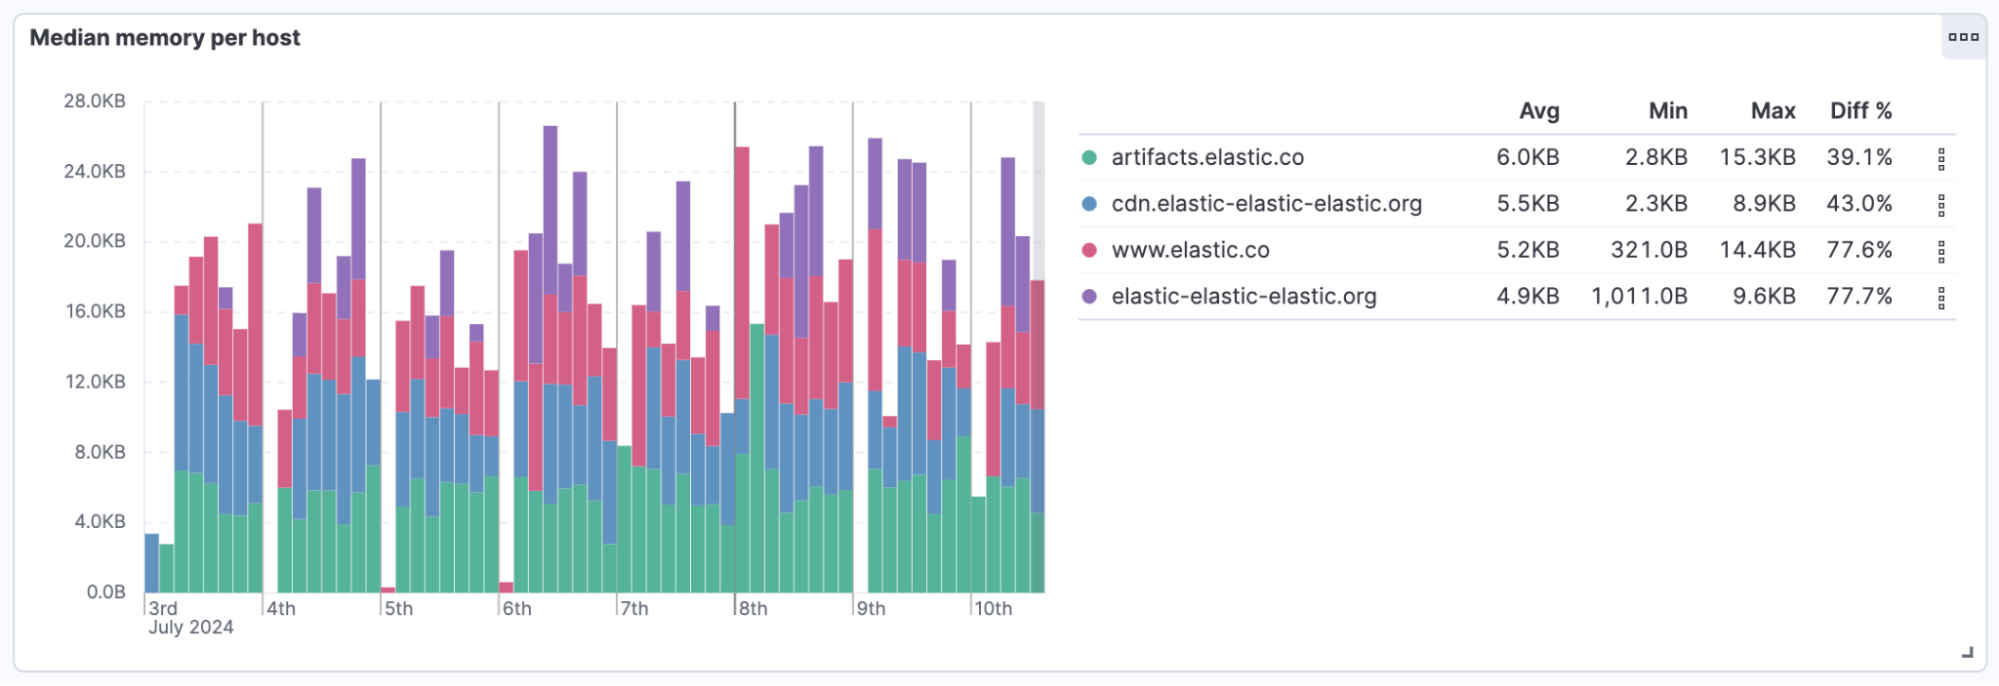 Median memory per host
28.0KB
24.0KB
20.0KB
16.0KB
12.0KB
8.0KB
4.0KB
0.0B
3rd 4th 5th 6th 7th 8th 9th 10th
July 2024
Avg Min Max Diff %
artifacts.elastic.co 6.0KB 2.8KB 15.3KB 39.1%
cdn.elastic-elastic-elastic.org 5.5KB 2.3KB 8.9KB 43.0%
www.elastic.co 5.2KB 321.0B 14.4KB 77.6%
elastic-elastic-elastic.org 4.9KB 1,011.0B 9.6KB 77.7%